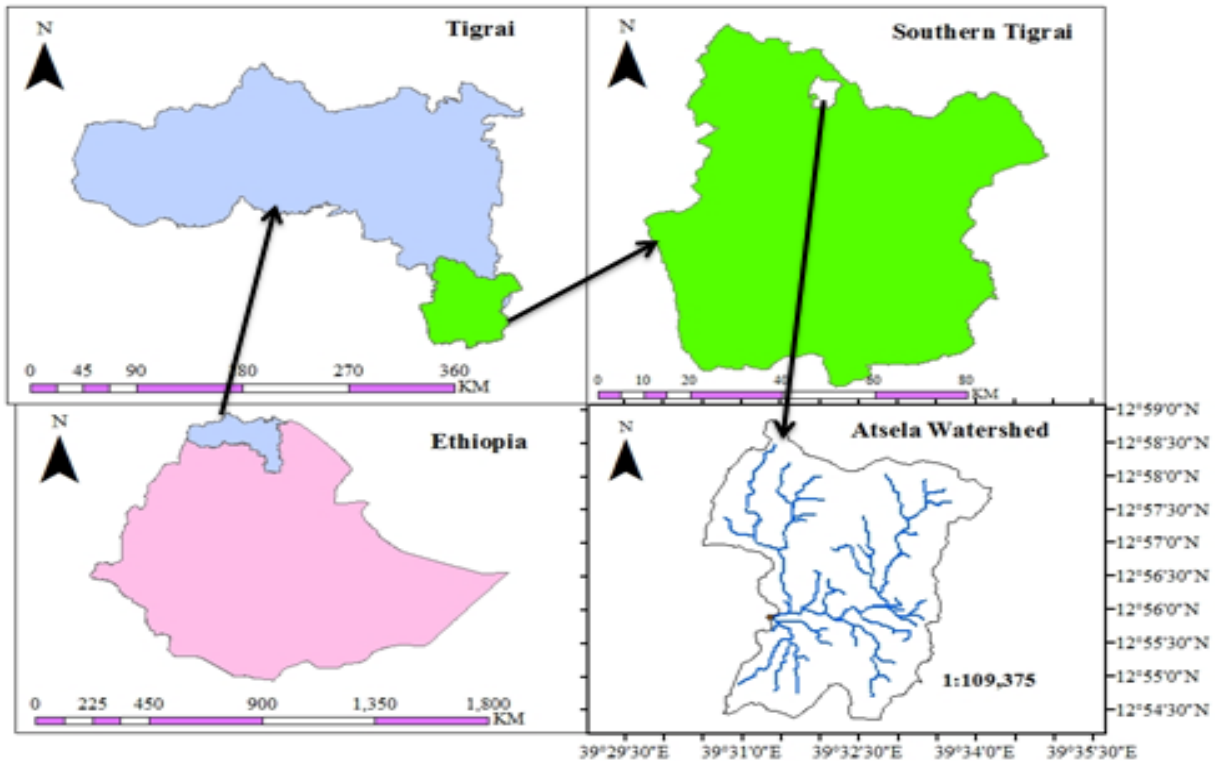 N
Tigrai
0 45 90 180 270 360
KM
N
Southern Tigrai
0 10 20 40 60 80
KM
N
Ethiopia
0 225 450 900 1,350 1,800
KM
N
Atsela Watershed
1:109,375
12°59'0"N
12°58'30"N
12°58'0"N
12°57'30"N
12°57'0"N
12°56'30"N
12°56'0"N
12°55'30"N
12°55'0"N
12°54'30"N
39°29'30"E 39°31'0"E 39°32'30"E 39°34'0"E 39°35'30"E